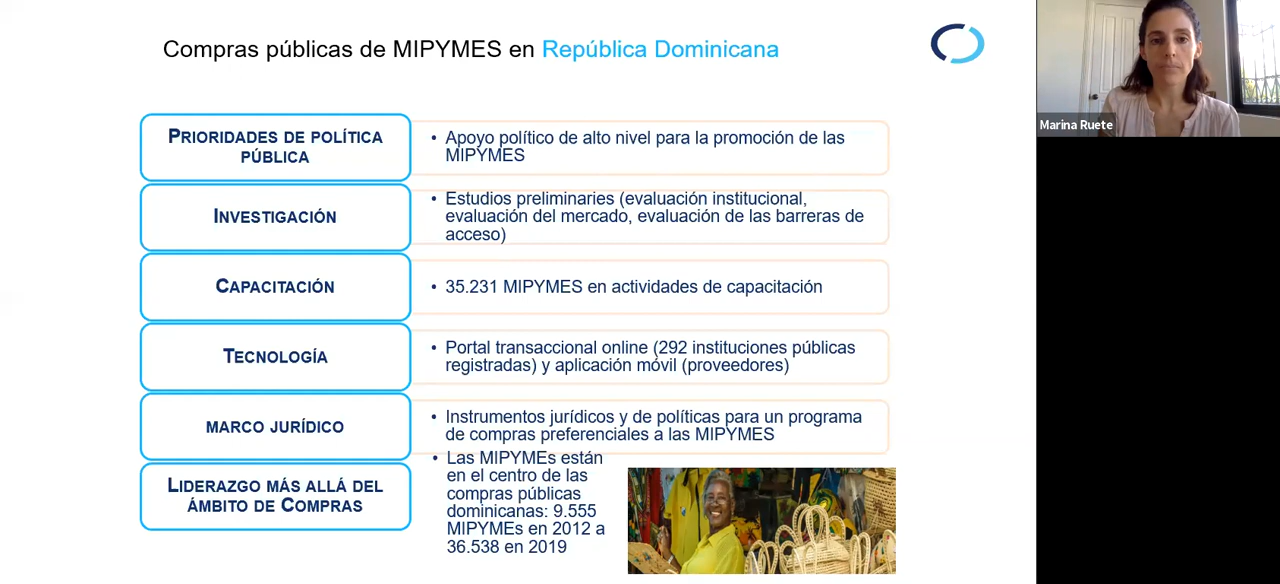 Compras públicas de MIPYMES en República Dominicana
Marina Ruete
PRIORIDADES DE POLÍTICA
PÚBLICA
• Apoyo político de alto nivel para la promoción de las
MIPYMES
INVESTIGACIÓN
• Estudios preliminaries (evaluación institucional,
evaluación del mercado, evaluación de las barreras de
acceso)
CAPACITACIÓN
• 35.231 MIPYMES en actividades de capacitación
TECNOLOGÍA
• Portal transaccional online (292 instituciones públicas
registradas) y aplicación móvil (proveedores)
MARCO JURÍDICO
• Instrumentos jurídicos y de políticas para un programa
de compras preferenciales a las MIPYMES
LIDERAZGO MÁS ALLÁ DEL
ÁMBITO DE COMPRAS
• Las MIPYMEs están
en el centro de las
compras públicas
dominicanas: 9.555
MIPYMEs en 2012 a
36.538 en 2019